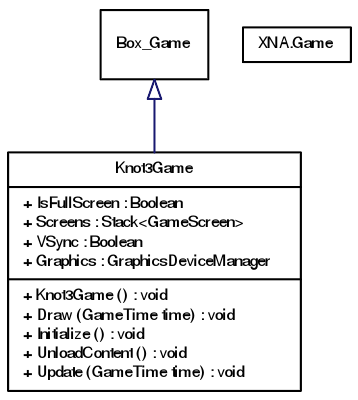 Box_Game
XNA.Game
Knot3Game
+ IsFullScreen : Boolean
+ Screens : Stack<GameScreen>
+ VSync : Boolean
+ Graphics : GraphicsDeviceManager
+ Knot3Game () : void
+ Draw (GameTime time) : void
+ Initialize () : void
+ UnloadContent () : void
+ Update (GameTime time) : void